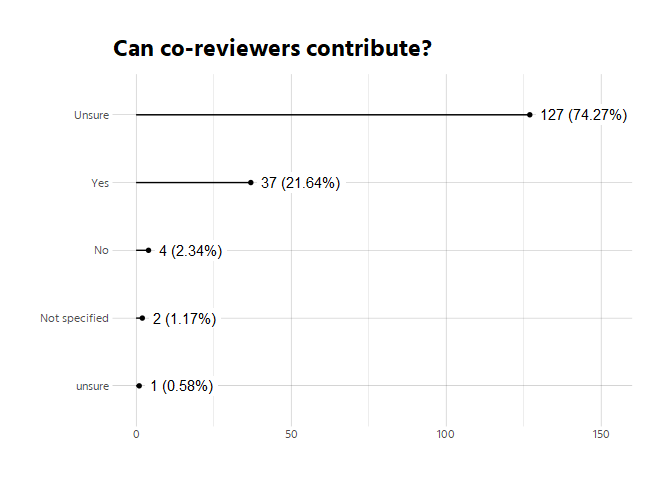 Can co-reviewers contribute?
Unsure 127 (74.27%)
Yes 37 (21.64%)
No 4 (2.34%)
Not specified 2 (1.17%)
unsure 1 (0.58%)
0 50 100 150